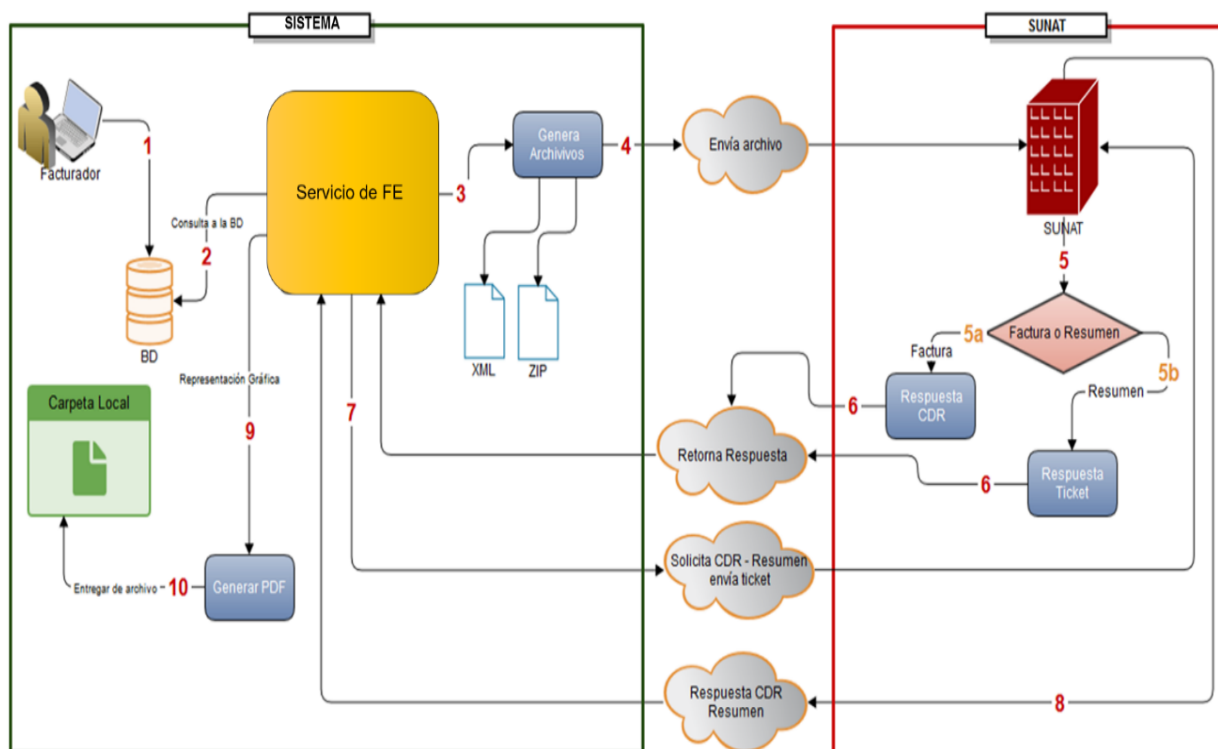 SISTEMA
SUNAT
Facturador
1
Consulta a la BD
2
BD
Servicio de FE
3
Genera
Archivivos
4
XML
ZIP
Envía archivo
SUNAT
5
Factura o Resumen
5a
Factura
5b
Resumen
Respuesta
CDR
6
Respuesta
Ticket
6
Retorna Respuesta
7
Solicita CDR - Resumen
envía ticket
8
Respuesta CDR
Resumen
Representación Gráfica
9
Generar PDF
10
Entregar de archivo
Carpeta Local